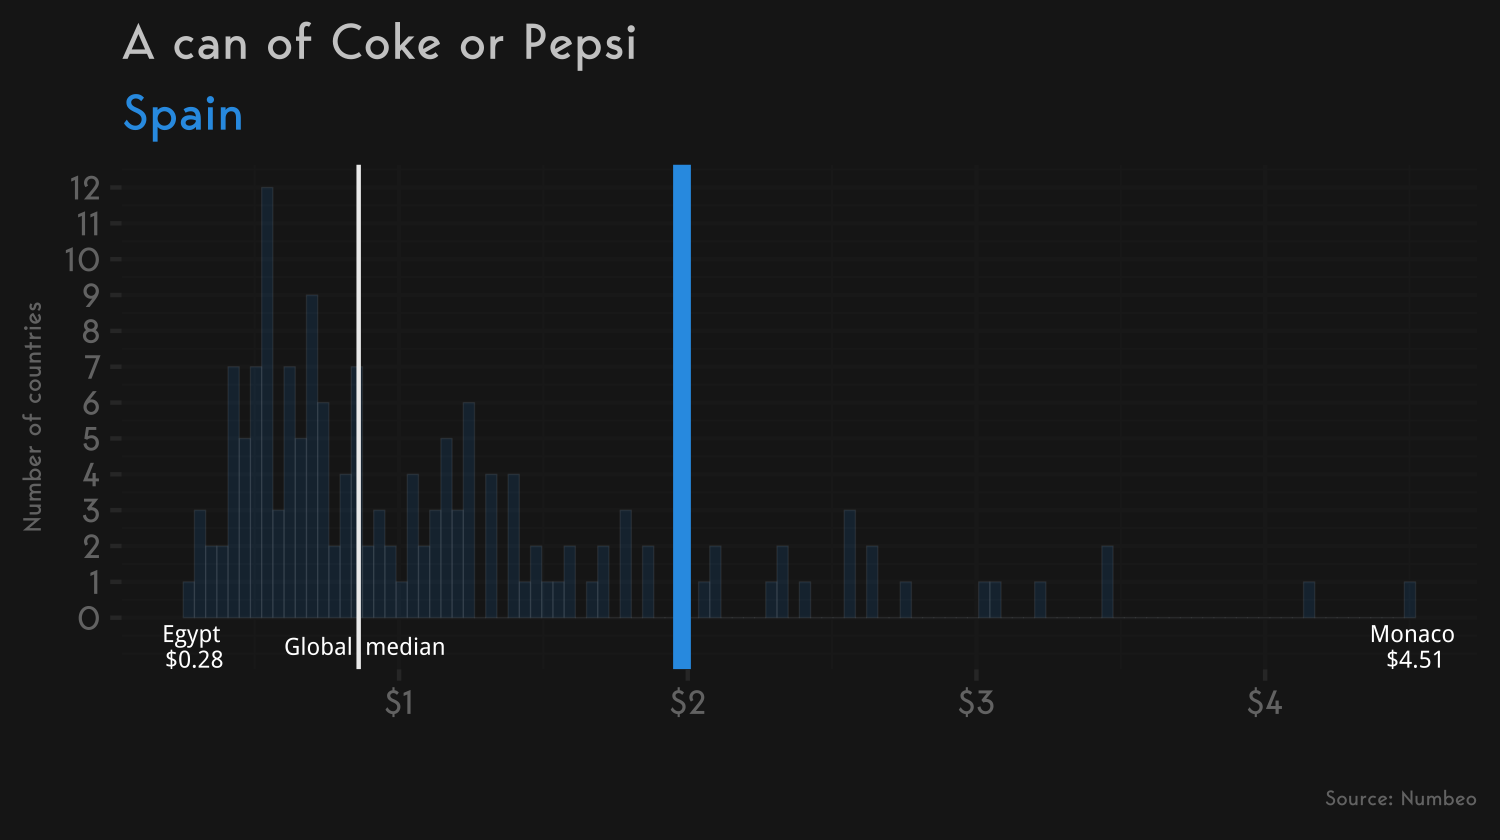 A can of Coke or Pepsi
Spain
Number of countries
12
11
10
9
8
7
6
5
4
3
2
1
0
Egypt
$0.28
Global median
Monaco
$4.51
$1
$2
$3
$4
Source: Numbeo